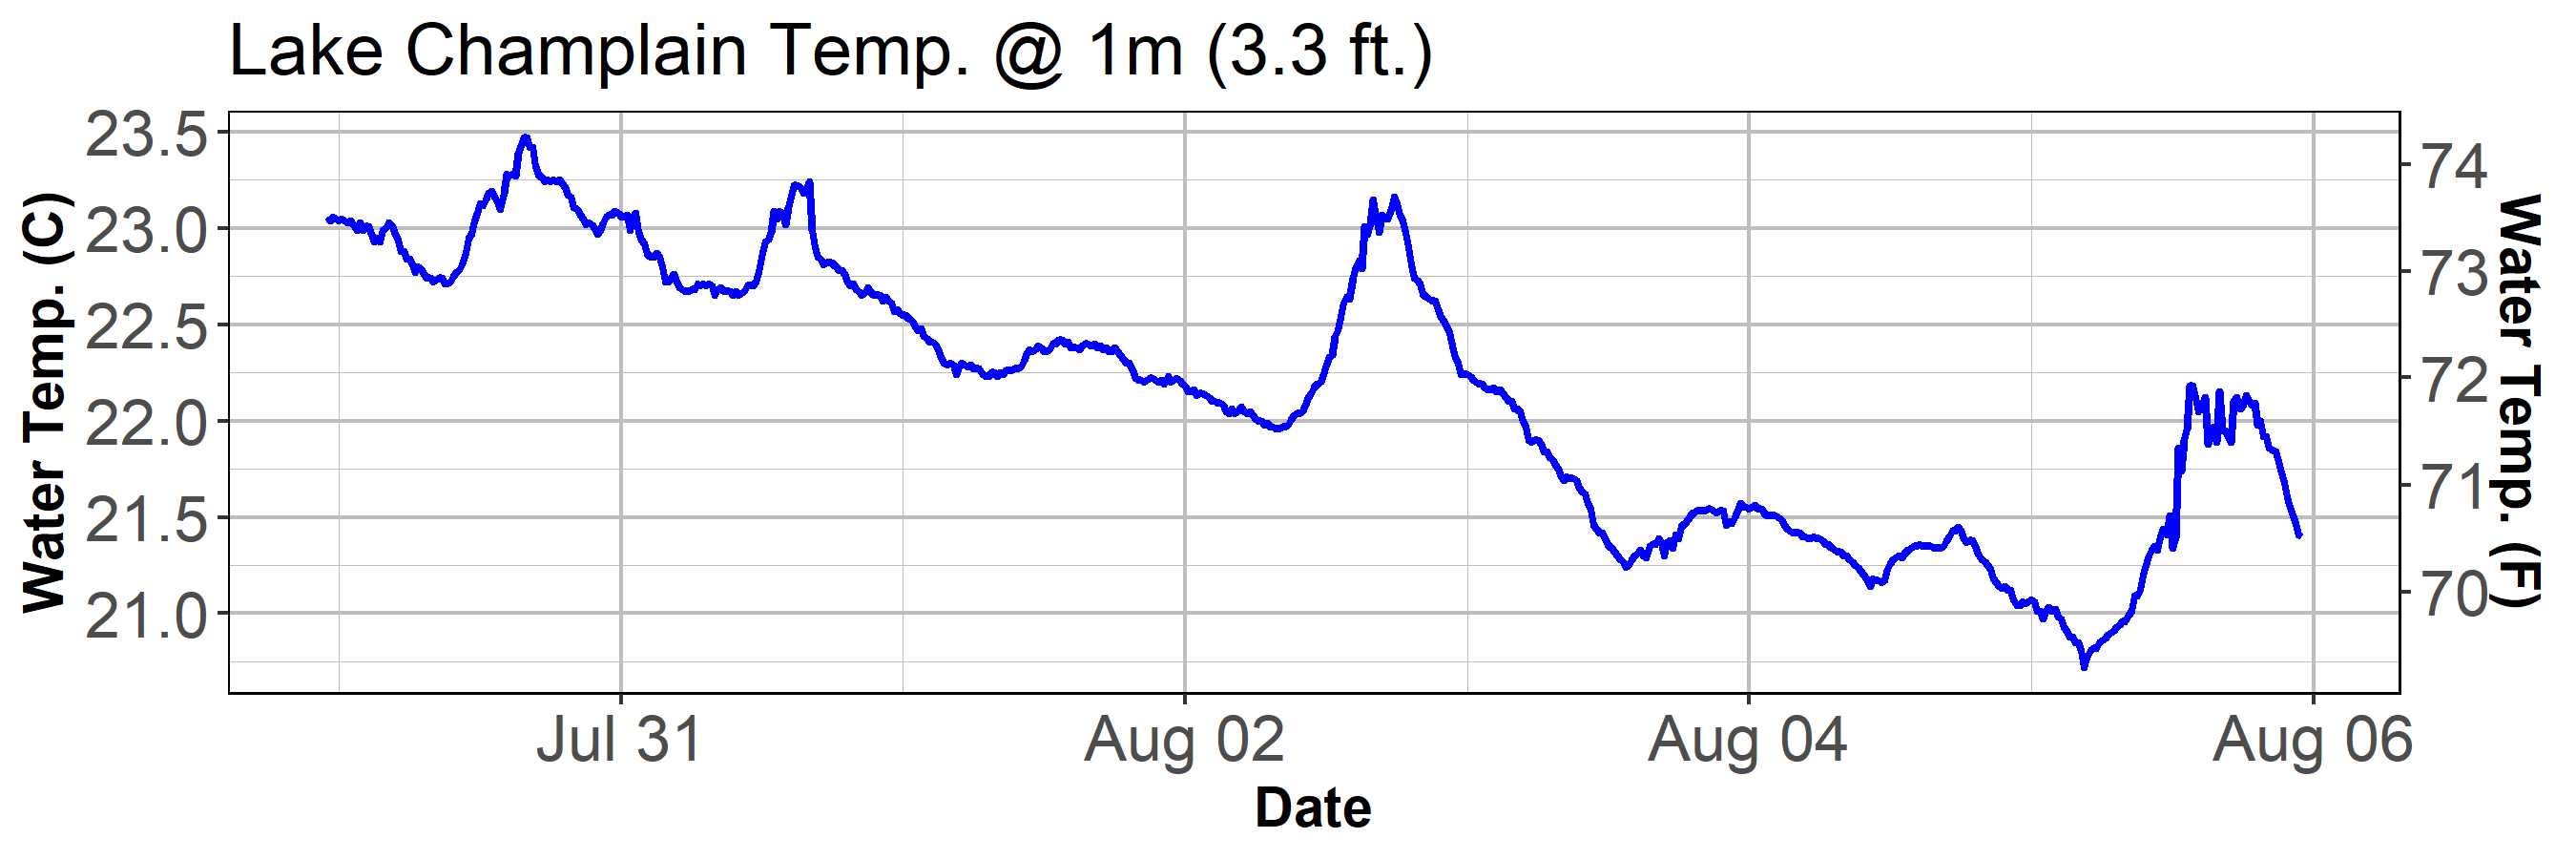 Lake Champlain Temp. @ 1m (3.3 ft.)
Water Temp. (C)
23.5
23.0
22.5
22.0
21.5
21.0
74
73
72
71
70
Water Temp. (F)
Jul 31
Aug 02
Aug 04
Aug 06
Date